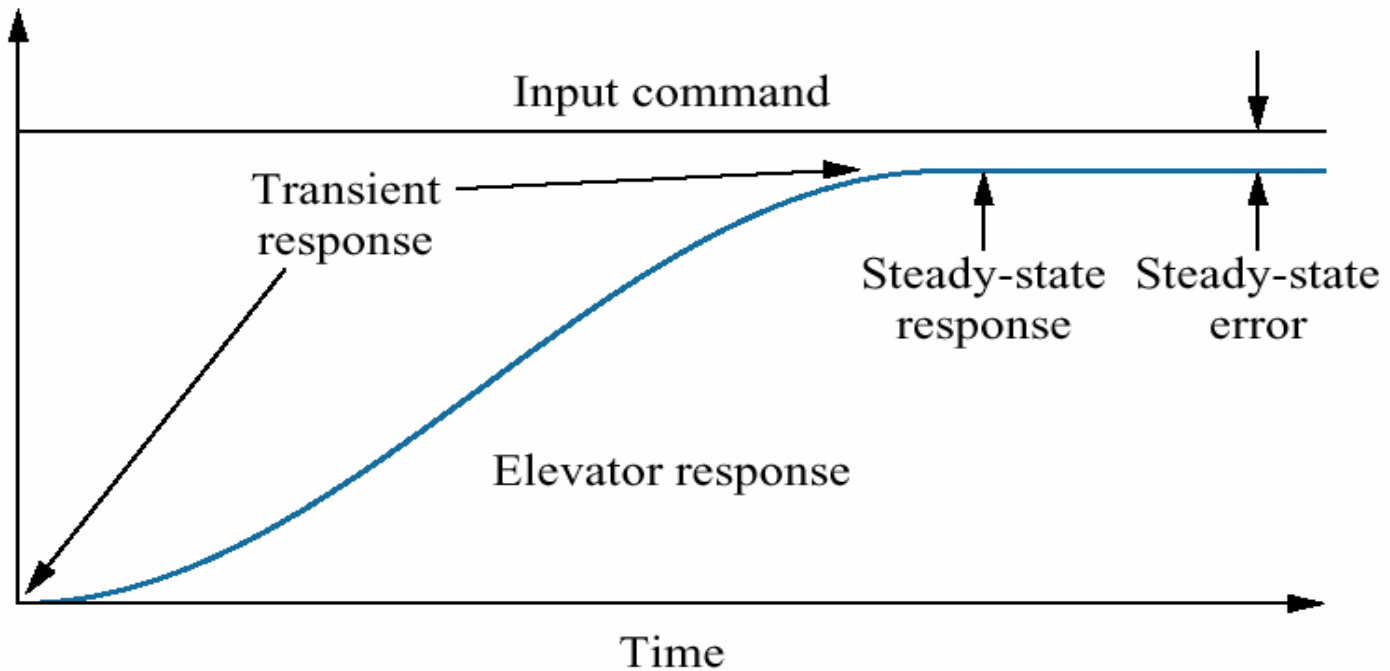 Input command
Transient
response
Steady-state
response
Steady-state
error
Elevator response
Time